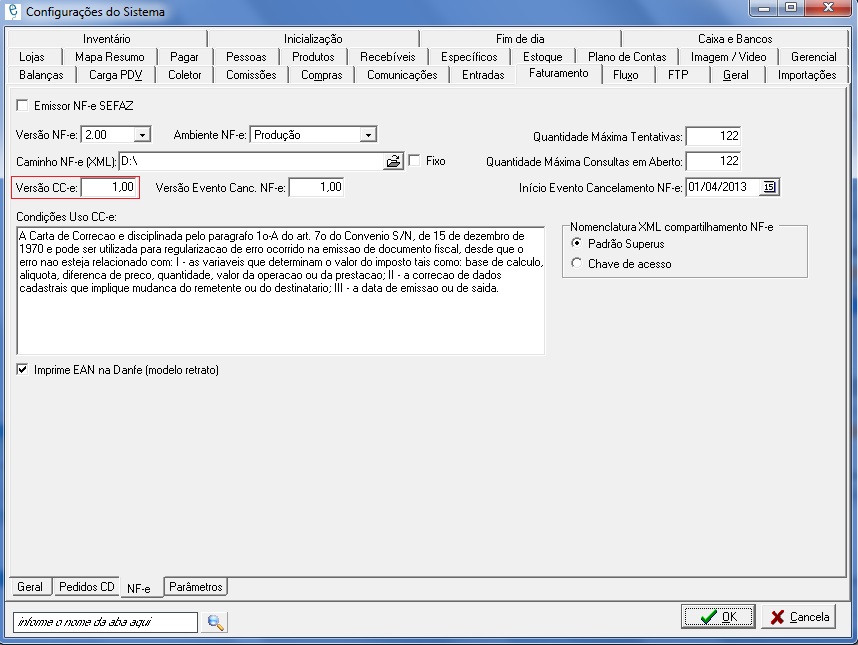 Configurações do Sistema
Inventário Inicialização Fim de dia Caixa e Bancos
Lojas Mapa Resumo Pagar Pessoas Produtos Recebíveis Específicos Estoque Plano de Contas Imagem / Video Gerencial
Balanças Carga PDV Coletor Comissões Compras Comunicações Entradas Faturamento Fluxo FTP Geral Importações
Emissor NF-e SEFAZ
Versão NF-e: 2.00 Ambiente NF-e: Produção Quantidade Máxima Tentativas: 122
Caminho NF-e (XML): D:\ Fixo Quantidade Máxima Consultas em Aberto: 122
Versão CC-e: 1,00 Versão Evento Canc. NF-e: 1,00 Início Evento Cancelamento NF-e: 01/04/2013 15
Condições Uso CC-e:
A Carta de Correcao e disciplinada pelo paragrafo 1o-A do art. 7o do Convenio S/N, de 15 de dezembro de
1970 e pode ser utilizada para regularizacao de erro ocorrido na emissao de documento fiscal, desde que o
erro nao esteja relacionado com: I - as variaveis que determinam o valor do imposto tais como: base de calculo,
aliquota, diferenca de preco, quantidade, valor da operacao ou da prestacao; II - a correcao de dados
cadastrais que implique mudanca do remetente ou do destinatario; III - a data de emissao ou de saida.
Nomenclatura XML compartilhamento NF-e
Padrão Superus
Chave de acesso
Imprime EAN na Danfe (modelo retrato)
Geral Pedidos CD NF-e Parâmetros
informe o nome da aba aqui OK Cancela